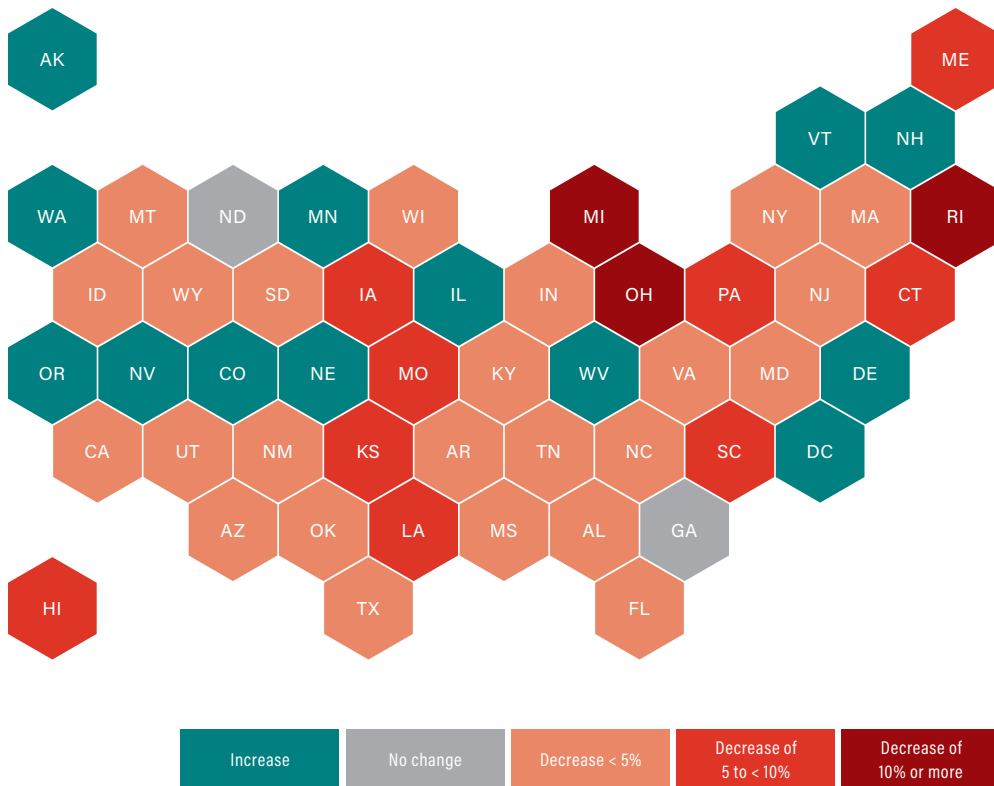 AK
ME
VT
NH
WA
MT
ND
MN
WI
MI
NY
MA
RI
ID
WY
SD
IA
IL
IN
OH
PA
NJ
CT
OR
NV
CO
NE
MO
KY
WV
VA
MD
DE
CA
UT
NM
KS
AR
TN
NC
SC
DC
AZ
OK
LA
MS
AL
GA
HI
TX
FL
Increase
No change
Decrease < 5%
Decrease of
5 to < 10%
Decrease of
10% or more